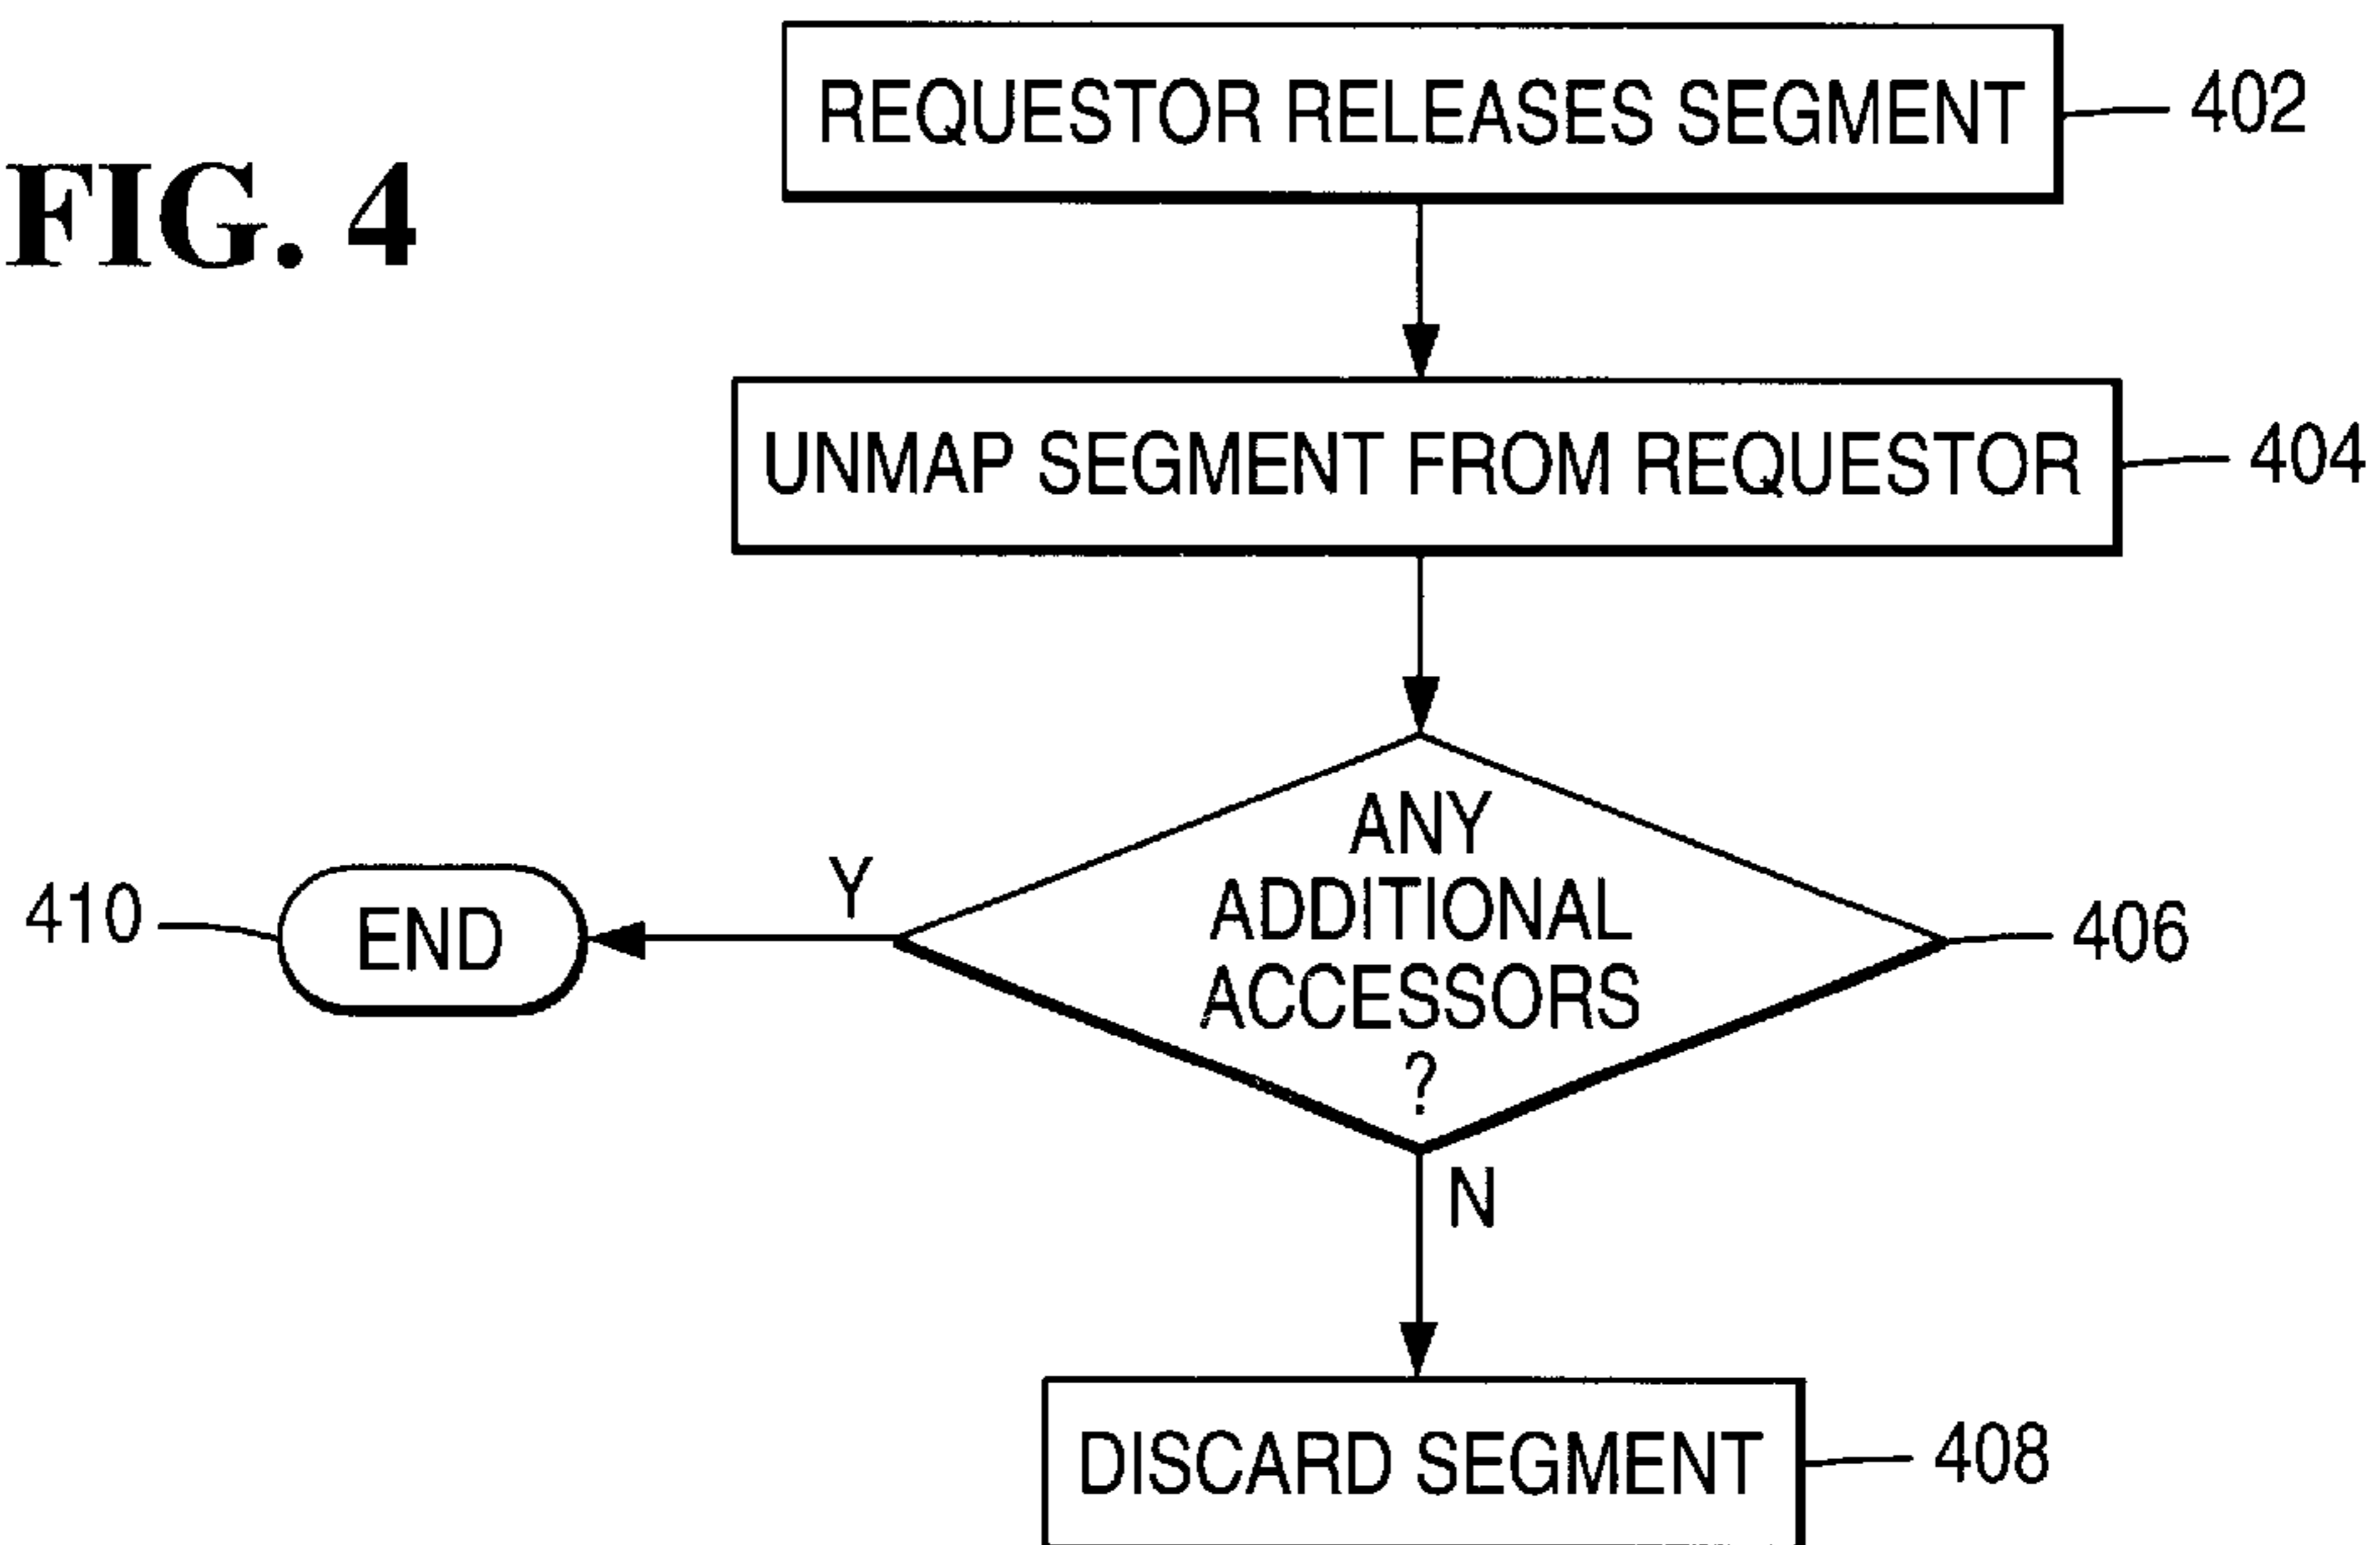 FIG. 4
REQUESTOR RELEASES SEGMENT
402
UNMAP SEGMENT FROM REQUESTOR
404
ANY
ADDITIONAL
ACCESSORS
?
406
Y
END
410
N
DISCARD SEGMENT
408